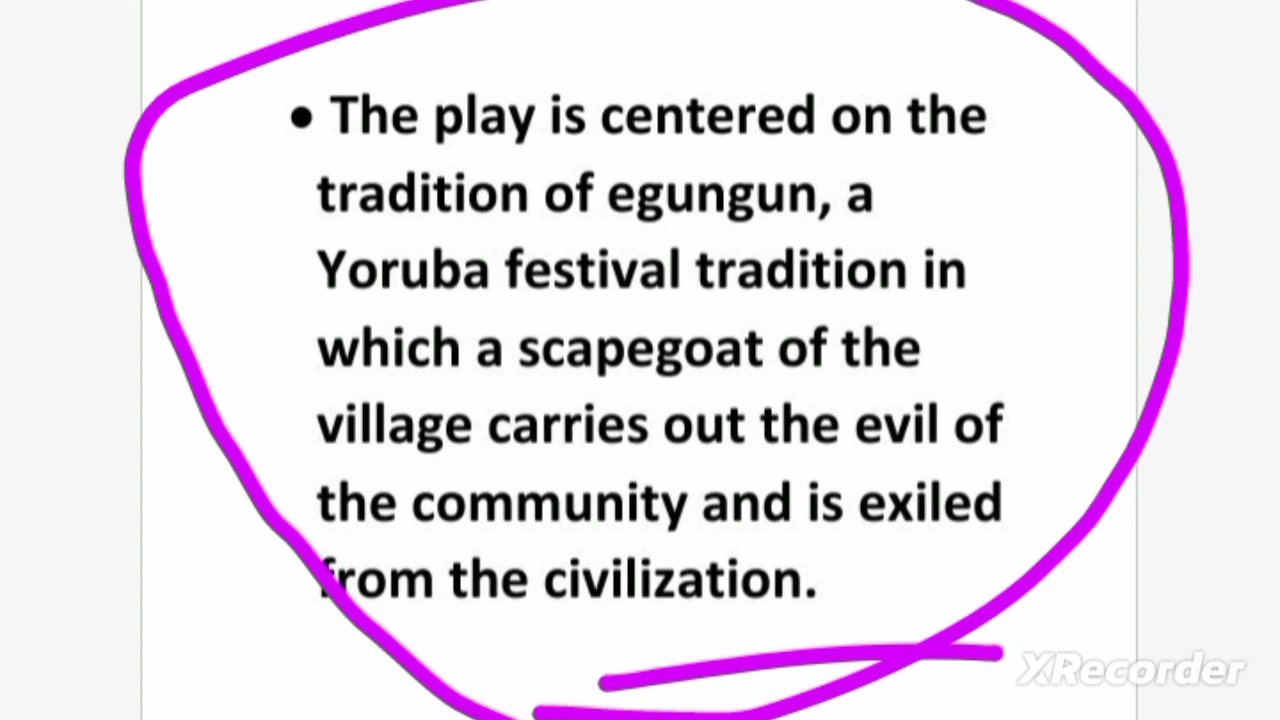 • The play is centered on the
tradition of egungun, a
Yoruba festival tradition in
which a scapegoat of the
village carries out the evil of
the community and is exiled
from the civilization.
XRecorder